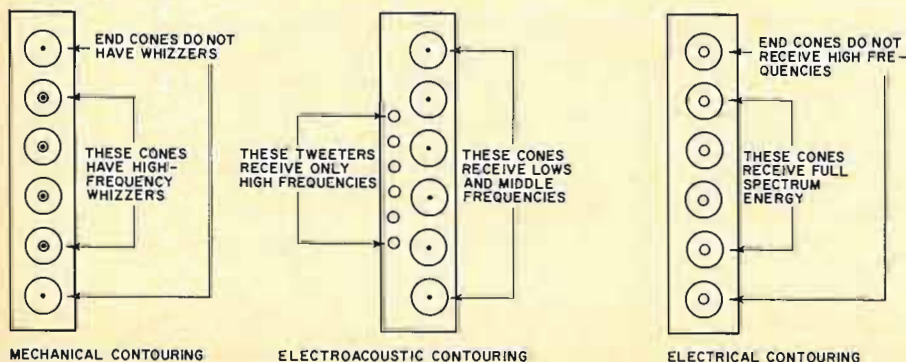 END CONES DO NOT
HAVE WHIZZERS
THESE CONES
HAVE HIGH-
FREQUENCY
WHIZZERS
MECHANICAL CONTOURING
THESE TWEETERS
RECEIVE ONLY
HIGH FREQUENCIES
THESE CONES
RECEIVE LOWS
AND MIDDLE
FREQUENCIES
ELECTROACOUSTIC CONTOURING
END CONES DO NOT
RECEIVE HIGH FRE-
QUENCIES
THESE CONES
RECEIVE FULL
SPECTRUM
ENERGY
ELECTRICAL CONTOURING